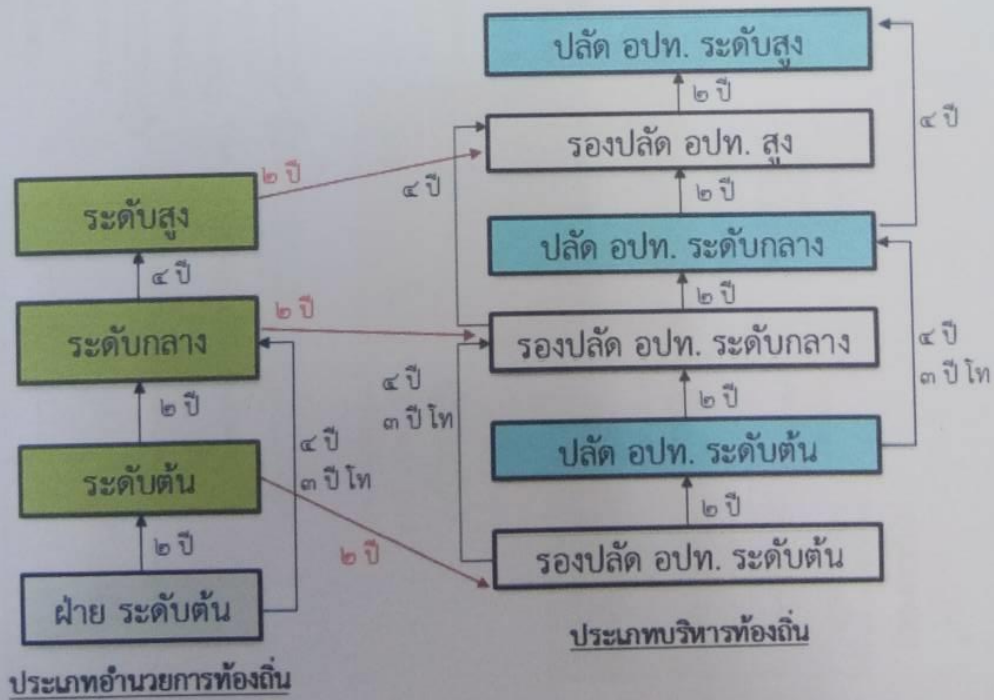 ปลัด อปท. ระดับสูง
๒ ปี
๔ ปี
รองปลัด อปท. สูง
๒ ปี
๔ ปี
ระดับสูง
๒ ปี
ปลัด อปท. ระดับกลาง
๔ ปี
๒ ปี
๒ ปี
ระดับกลาง
รองปลัด อปท. ระดับกลาง
๔ ปี
๓ ปี โท
๔ ปี
๓ ปี โท
๒ ปี
๒ ปี
ระดับต้น
๔ ปี
๓ ปี โท
ปลัด อปท. ระดับต้น
๒ ปี
๒ ปี
๒ ปี
ฝ่าย ระดับต้น
รองปลัด อปท. ระดับต้น
ประเภทอำนวยการท้องถิ่น
ประเภทบริหารท้องถิ่น